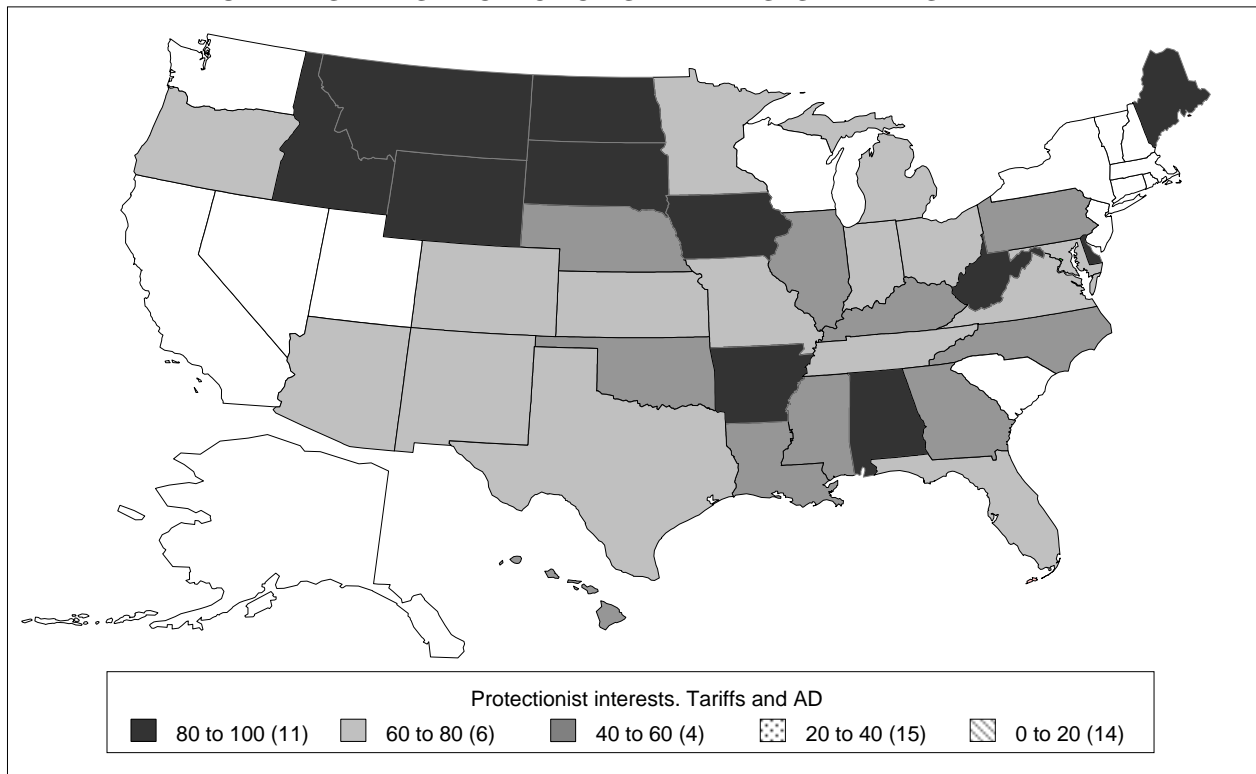 Protectionist interests. Tariffs and AD
80 to 100 (11) 60 to 80 (6) 40 to 60 (4) 20 to 40 (15) 0 to 20 (14)